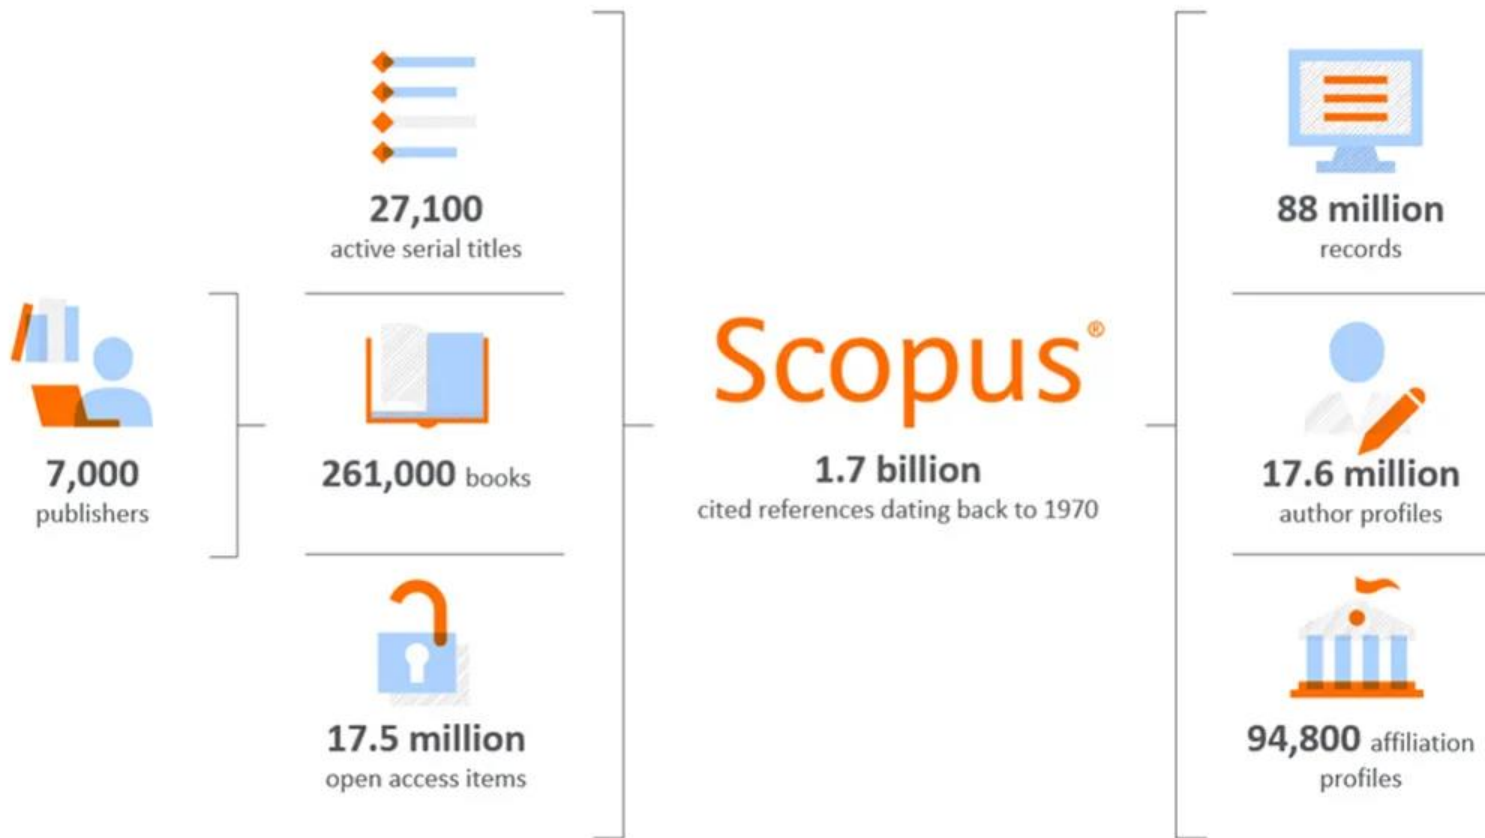 7,000
publishers
27,100
active serial titles
261,000 books
17.5 million
open access items
Scopus®
1.7 billion
cited references dating back to 1970
88 million
records
17.6 million
author profiles
94,800 affiliation
profiles